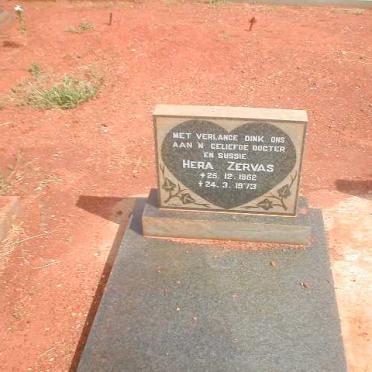 MET VERLANGE DINK ONS
AAN 'N GELIEFDE DOGTER
EN SUSSIE
HERA ZERVAS
+25. 12. 1962
+24. 3. 1973